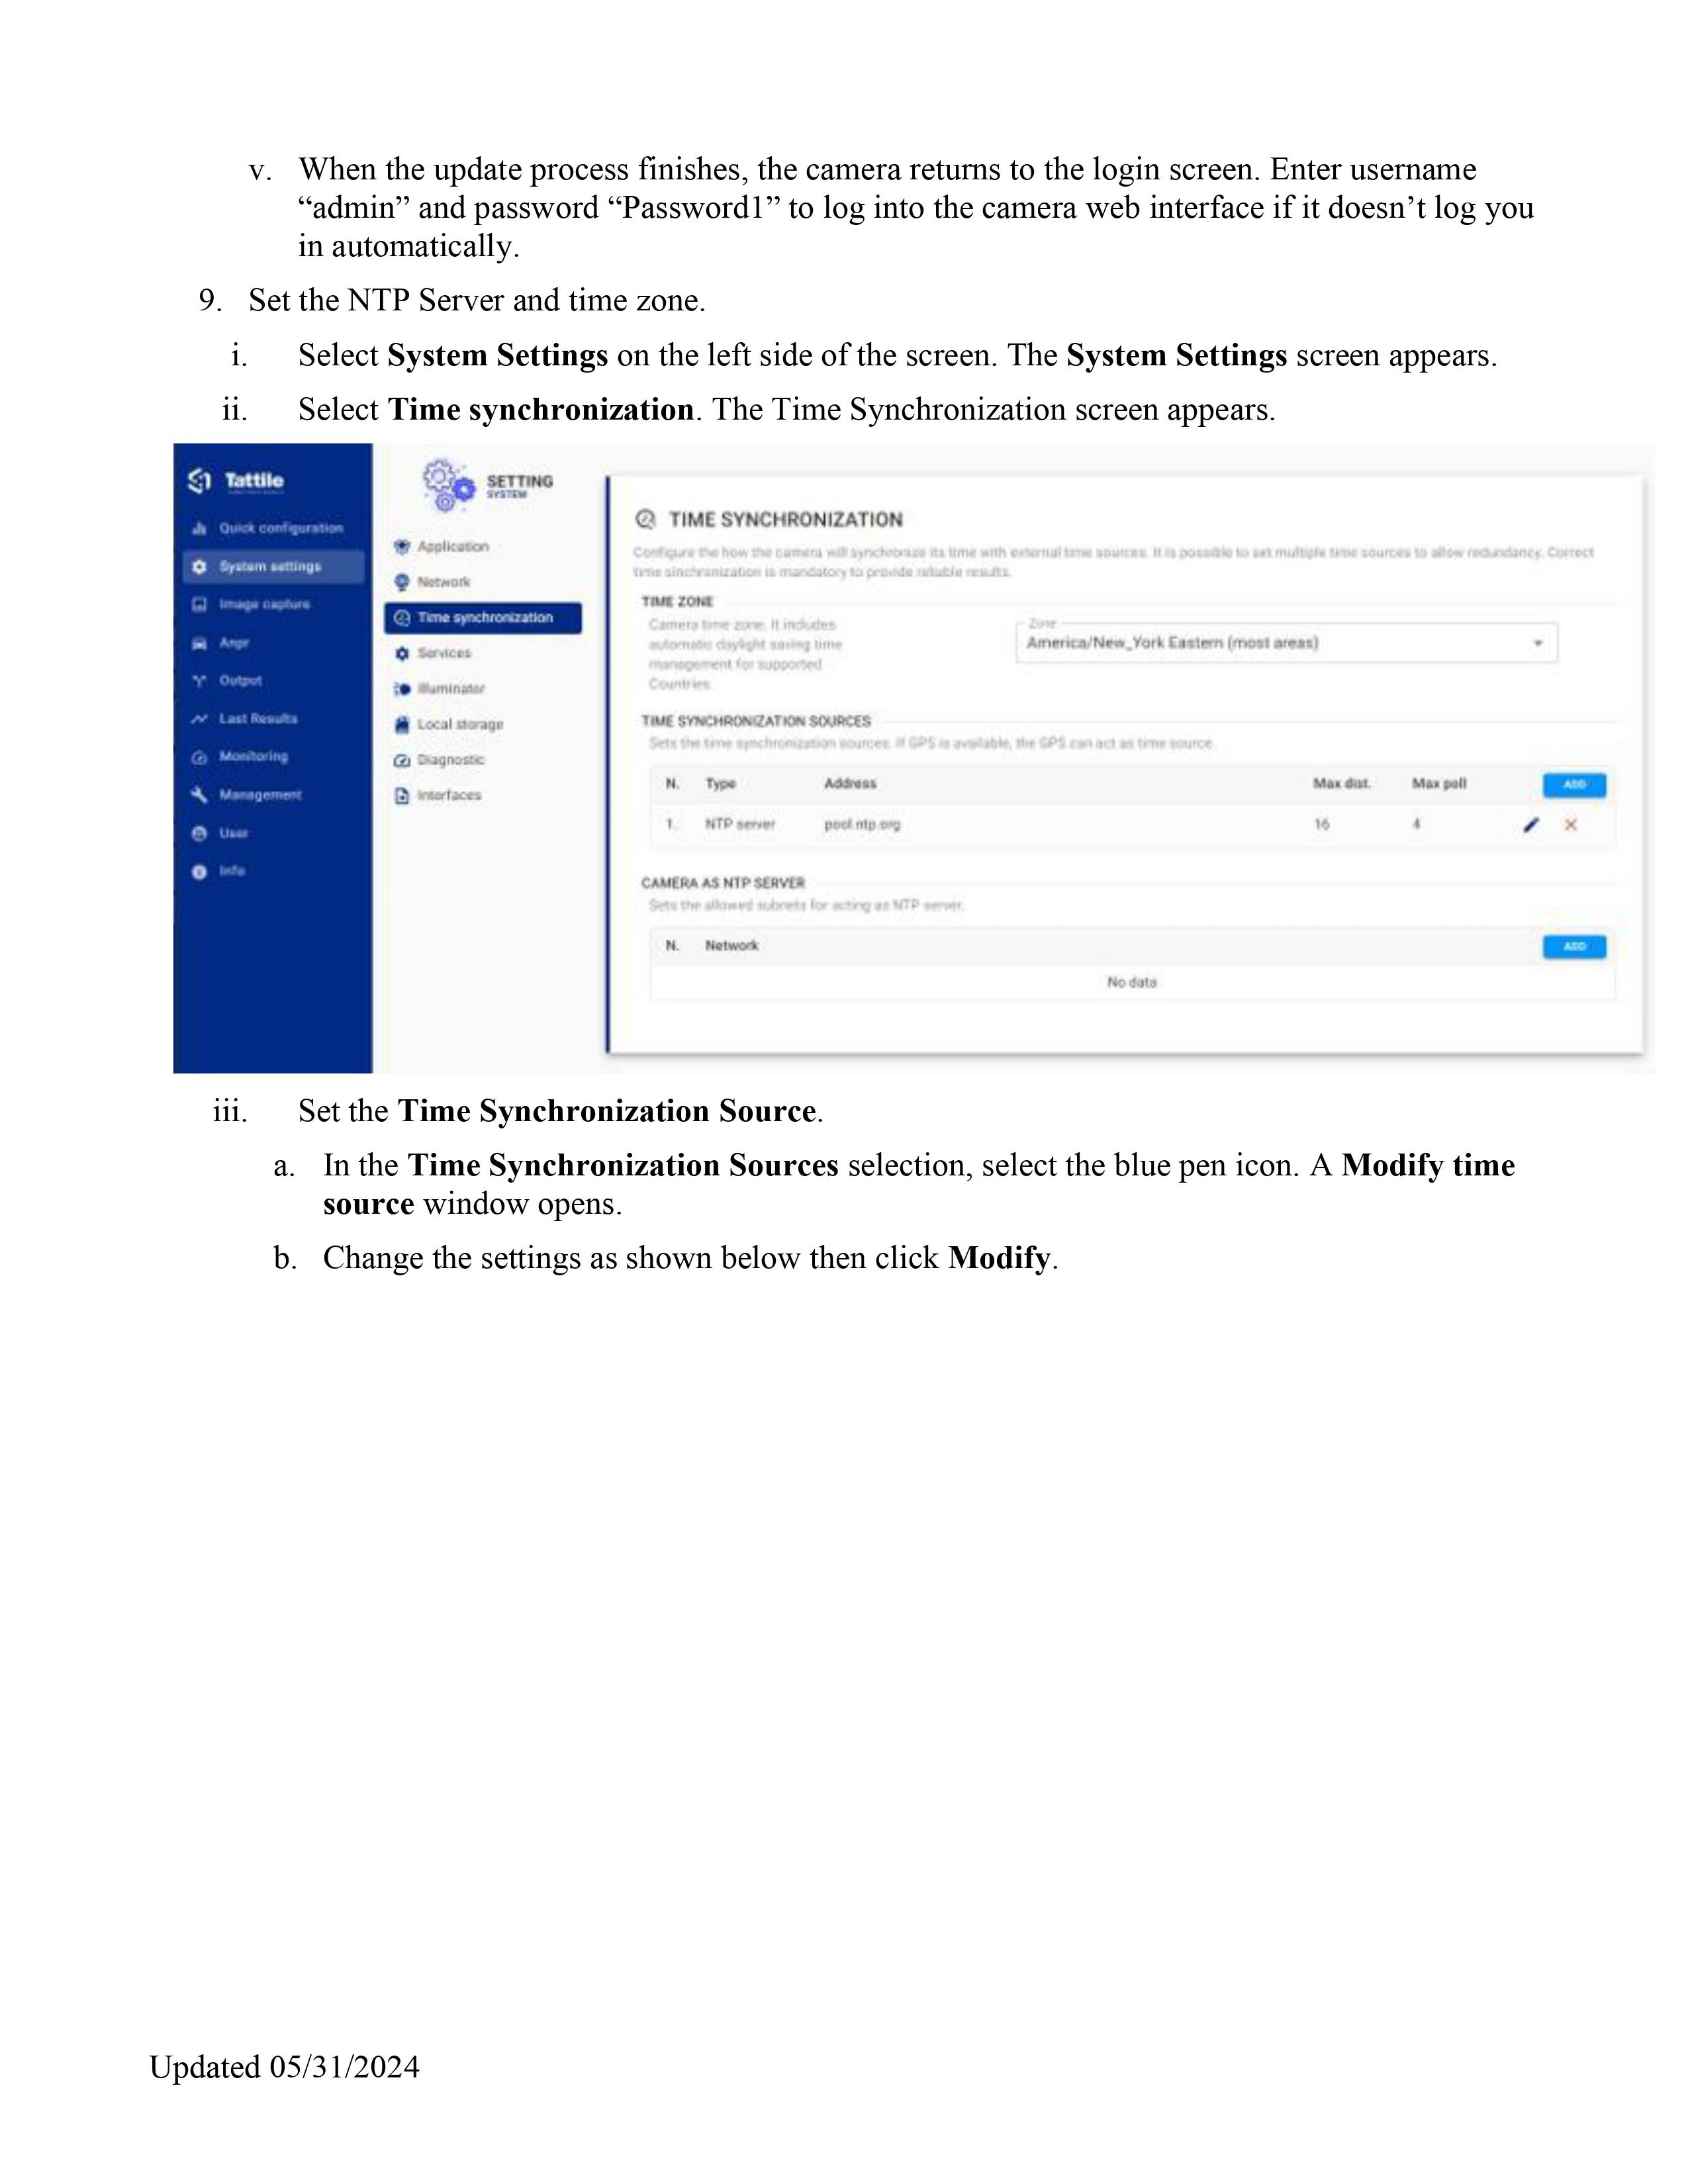 v. When the update process finishes, the camera returns to the login screen. Enter username
“admin” and password “Password1” to log into the camera web interface if it doesn’t log you
in automatically.
9. Set the NTP Server and time zone.
i. Select System Settings on the left side of the screen. The System Settings screen appears.
ii. Select Time synchronization. The Time Synchronization screen appears.
Tattile
Quick configuration
System settings
Image capture
Anpr
Output
Last Results
Monitoring
Management
User
Info
SETTING
SYSTEM
Application
Network
Time synchronization
Services
Illuminator
Local storage
Diagnostic
Interfaces
TIME SYNCHRONIZATION
Configure the how the camera will synchronize its time with external time sources. It is possible to set multiple time sources to allow redundancy. Correct
time sinchranization is mandatory to provide reliable results.
TIME ZONE
Camera time zone. It includes
automatic daylight saving time
management for supported
Countries.
Zone
America/New_York Eastern (most areas)
TIME SYNCHRONIZATION SOURCES
Sets the time synchronization sources. If GPS is available, the GPS can act as time source.
N. Type Address Max dist. Max poll ADD
1. NTP server pool.ntp.org 16 4
CAMERA AS NTP SERVER
Sets the allowed subnets for acting as NTP server.
N. Network ADD
No data
iii. Set the Time Synchronization Source.
a. In the Time Synchronization Sources selection, select the blue pen icon. A Modify time
source window opens.
b. Change the settings as shown below then click Modify.
Updated 05/31/2024